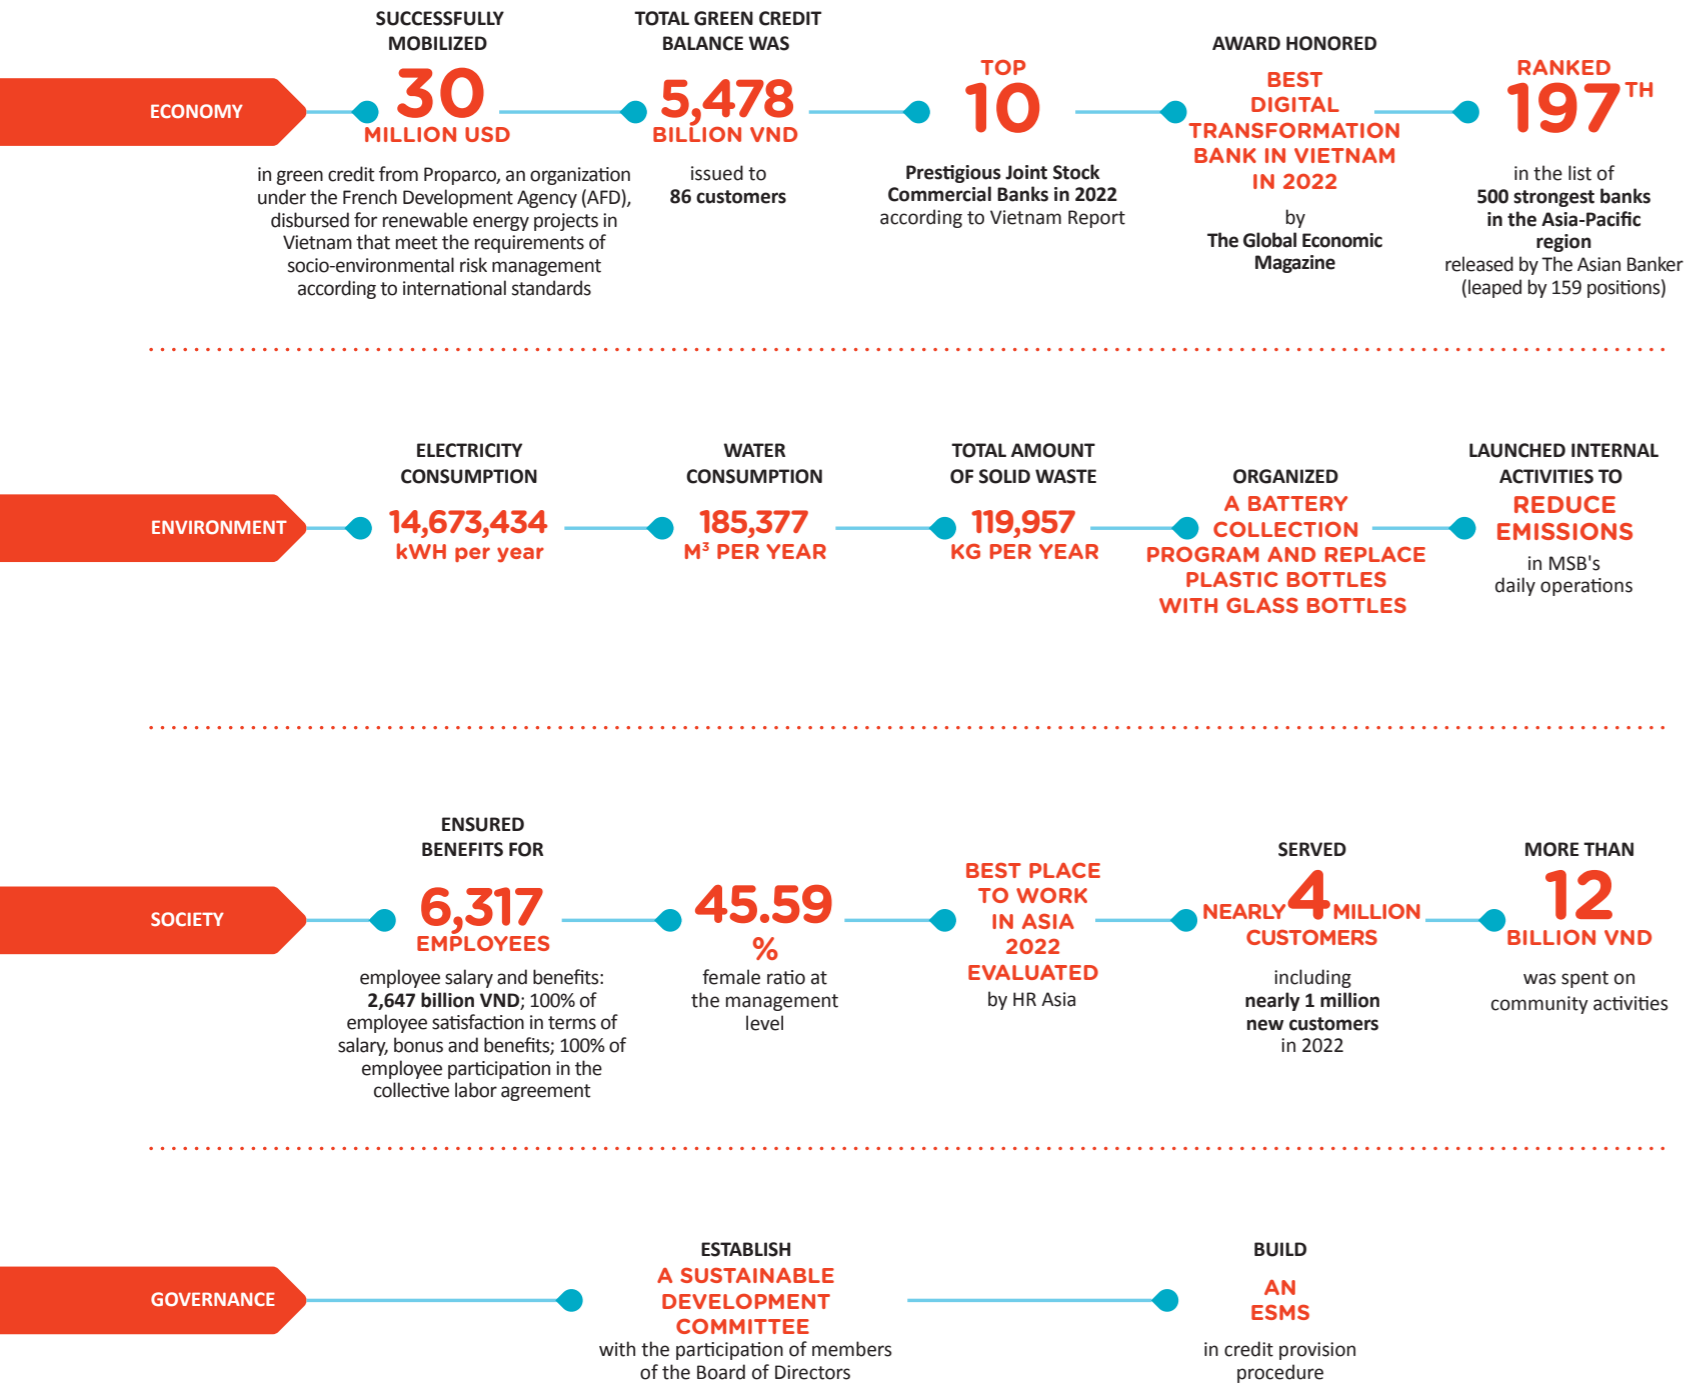 ECONOMY
SUCCESSFULLY
MOBILIZED
30
MILLION USD
in green credit from Proparco, an organization
under the French Development Agency (AFD),
disbursed for renewable energy projects in
Vietnam that meet the requirements of
socio-environmental risk management
according to international standards
TOTAL GREEN CREDIT
BALANCE WAS
5,478
BILLION VND
issued to
86 customers
TOP
10
Prestigious Joint Stock
Commercial Banks in 2022
according to Vietnam Report
AWARD HONORED
BEST
DIGITAL
TRANSFORMATION
BANK IN VIETNAM
IN 2022
by
The Global Economic
Magazine
RANKED
197TH
in the list of
500 strongest banks
in the Asia-Pacific
region
released by The Asian Banker
(leaped by 159 positions)
ENVIRONMENT
ELECTRICITY
CONSUMPTION
14,673,434
kWH per year
WATER
CONSUMPTION
185,377
M³ PER YEAR
TOTAL AMOUNT
OF SOLID WASTE
119,957
KG PER YEAR
ORGANIZED
A BATTERY
COLLECTION
PROGRAM AND REPLACE
PLASTIC BOTTLES
WITH GLASS BOTTLES
LAUNCHED INTERNAL
ACTIVITIES TO
REDUCE
EMISSIONS
in MSB's
daily operations
SOCIETY
ENSURED
BENEFITS FOR
6,317
EMPLOYEES
employee salary and benefits:
2,647 billion VND; 100% of
employee satisfaction in terms of
salary, bonus and benefits; 100% of
employee participation in the
collective labor agreement
45.59
%
female ratio at
the management
level
BEST PLACE
TO WORK
IN ASIA
2022
EVALUATED
by HR Asia
SERVED
NEARLY 4 MILLION
CUSTOMERS
including
nearly 1 million
new customers
in 2022
MORE THAN
12
BILLION VND
was spent on
community activities
GOVERNANCE
ESTABLISH
A SUSTAINABLE
DEVELOPMENT
COMMITTEE
with the participation of members
of the Board of Directors
BUILD
AN
ESMS
in credit provision
procedure